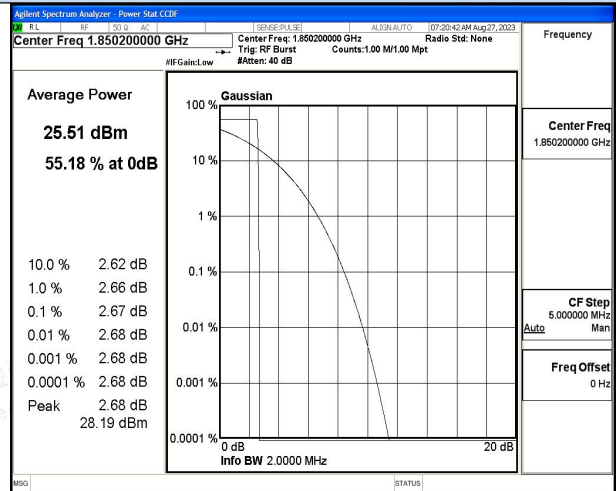 Agilent Spectrum Analyzer - Power Stat CCDF
RL RF 50 Ω AC SENSE:PULSE ALIGN AUTO 07:20:42 AM Aug 27, 2023
Center Freq 1.850200000 GHz
Center Freq: 1.850200000 GHz Radio Std: None
Trig: RF Burst Counts:1.00 M/1.00 Mpt
#IFGain:Low #Atten: 40 dB
Frequency
Average Power
25.51 dBm
55.18 % at 0dB
10.0 % 2.62 dB
1.0 % 2.66 dB
0.1 % 2.67 dB
0.01 % 2.68 dB
0.001 % 2.68 dB
0.0001 % 2.68 dB
Peak 2.68 dB
28.19 dBm
Gaussian
100 %
10 %
1 %
0.1 %
0.01 %
0.001 %
0.0001 %
0 dB 20 dB
Info BW 2.0000 MHz
Center Freq
1.850200000 GHz
CF Step
5.000000 MHz
Auto Man
Freq Offset
0 Hz
MSG STATUS